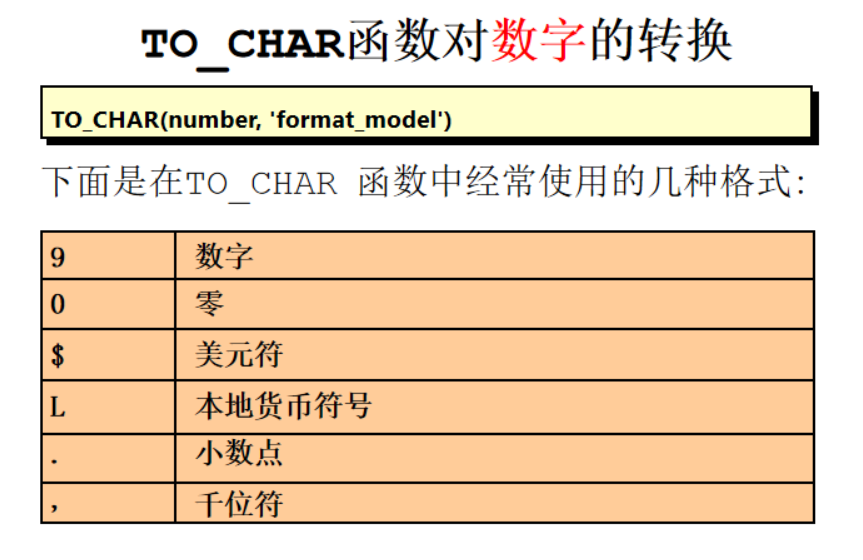 TO_CHAR函数对数字的转换
TO_CHAR(number, 'format_model')
下面是在TO_CHAR 函数中经常使用的几种格式:
9 数字
0 零
$ 美元符
L 本地货币符号
. 小数点
, 千位符